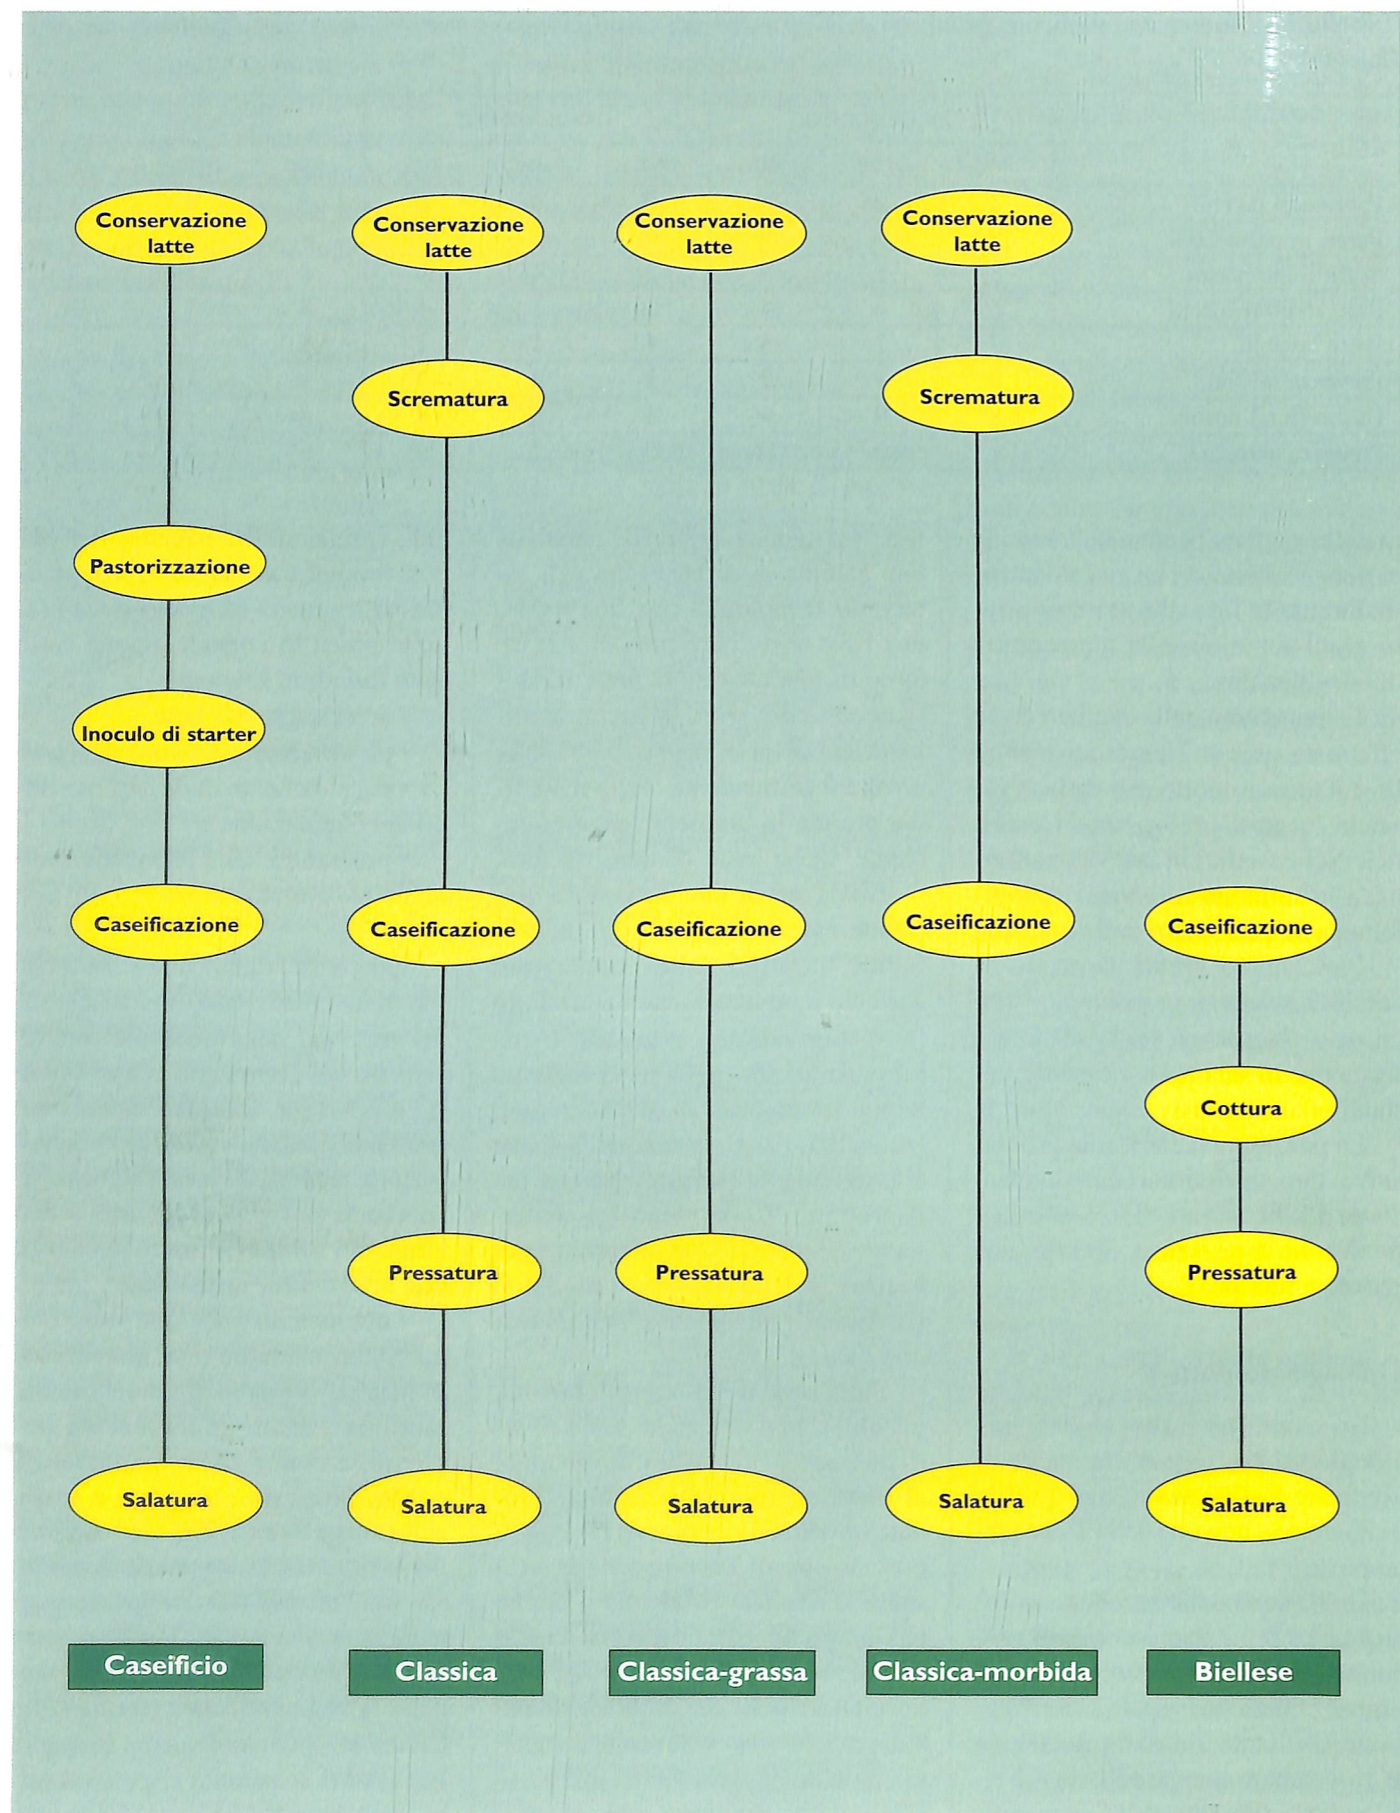 Conservazione
latte
Pastorizzazione
Inoculo di starter
Caseificazione
Salatura
Caseificio
Conservazione
latte
Scrematura
Caseificazione
Pressatura
Salatura
Classica
Conservazione
latte
Caseificazione
Pressatura
Salatura
Classica-grassa
Conservazione
latte
Scrematura
Caseificazione
Salatura
Classica-morbida
Caseificazione
Cottura
Pressatura
Salatura
Biellese